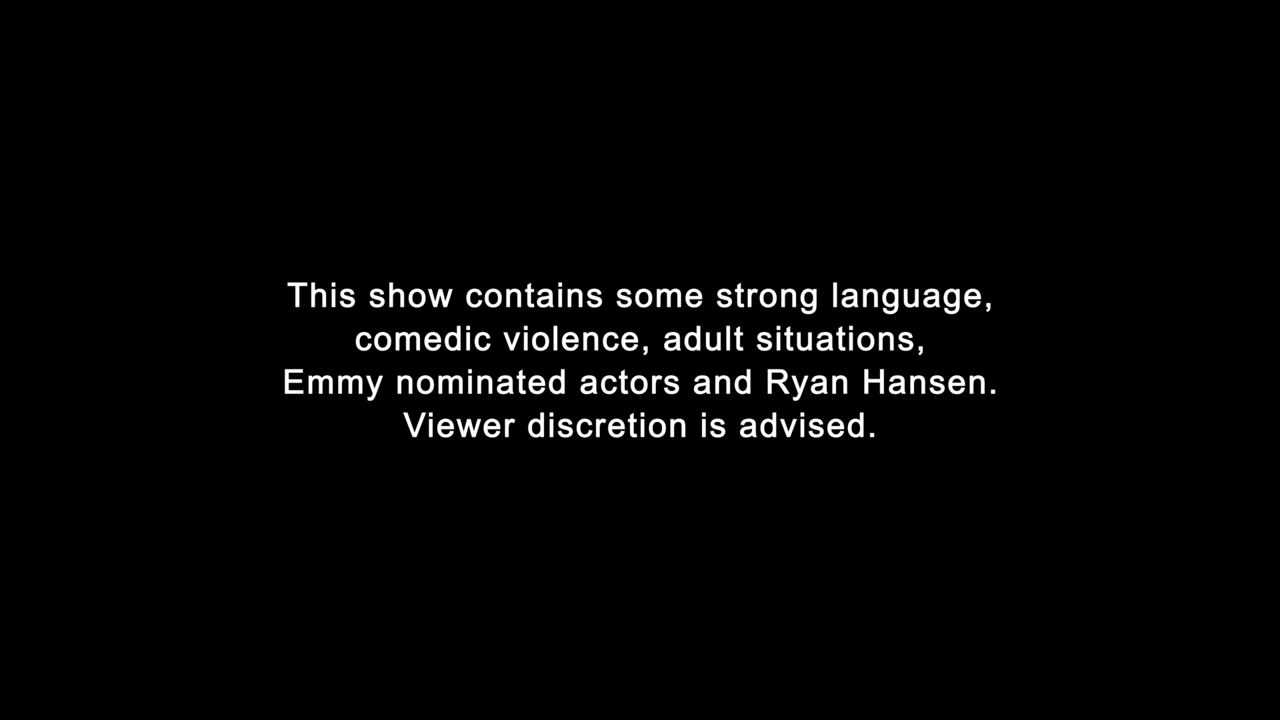 This show contains some strong language,
comedic violence, adult situations,
Emmy nominated actors and Ryan Hansen.
Viewer discretion is advised.